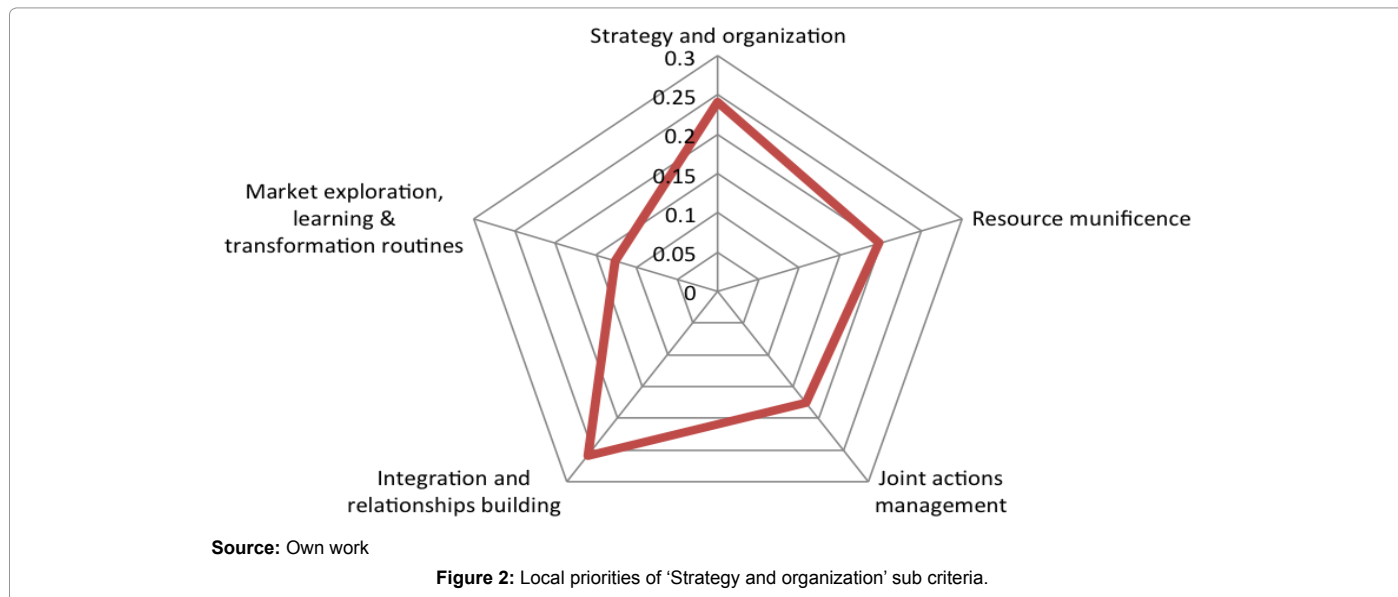 Strategy and organization
0.3
0.25
0.2
0.15
0.1
0.05
0
Market exploration,
learning &
transformation routines
Resource munificence
Integration and
relationships building
Joint actions
management
Source: Own work
Figure 2: Local priorities of ‘Strategy and organization’ sub criteria.